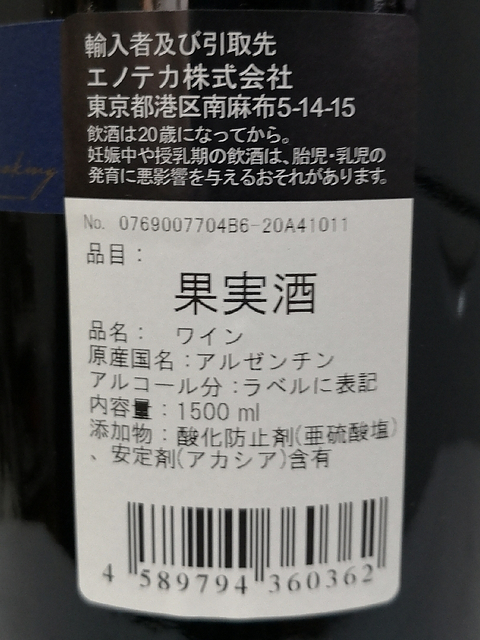 輸入者及び引取先
エノテカ株式会社
東京都港区南麻布5-14-15
飲酒は20歳になってから。
妊娠中や授乳期の飲酒は、胎児・乳児の
発育に悪影響を与えるおそれがあります。
No. 0769007704B6-20A41011
品目：
果実酒
品名： ワイン
原産国名：アルゼンチン
アルコール分：ラベルに表記
内容量：1500 ml
添加物：酸化防止剤(亜硫酸塩)
、安定剤(アカシア)含有
4 589794 360362